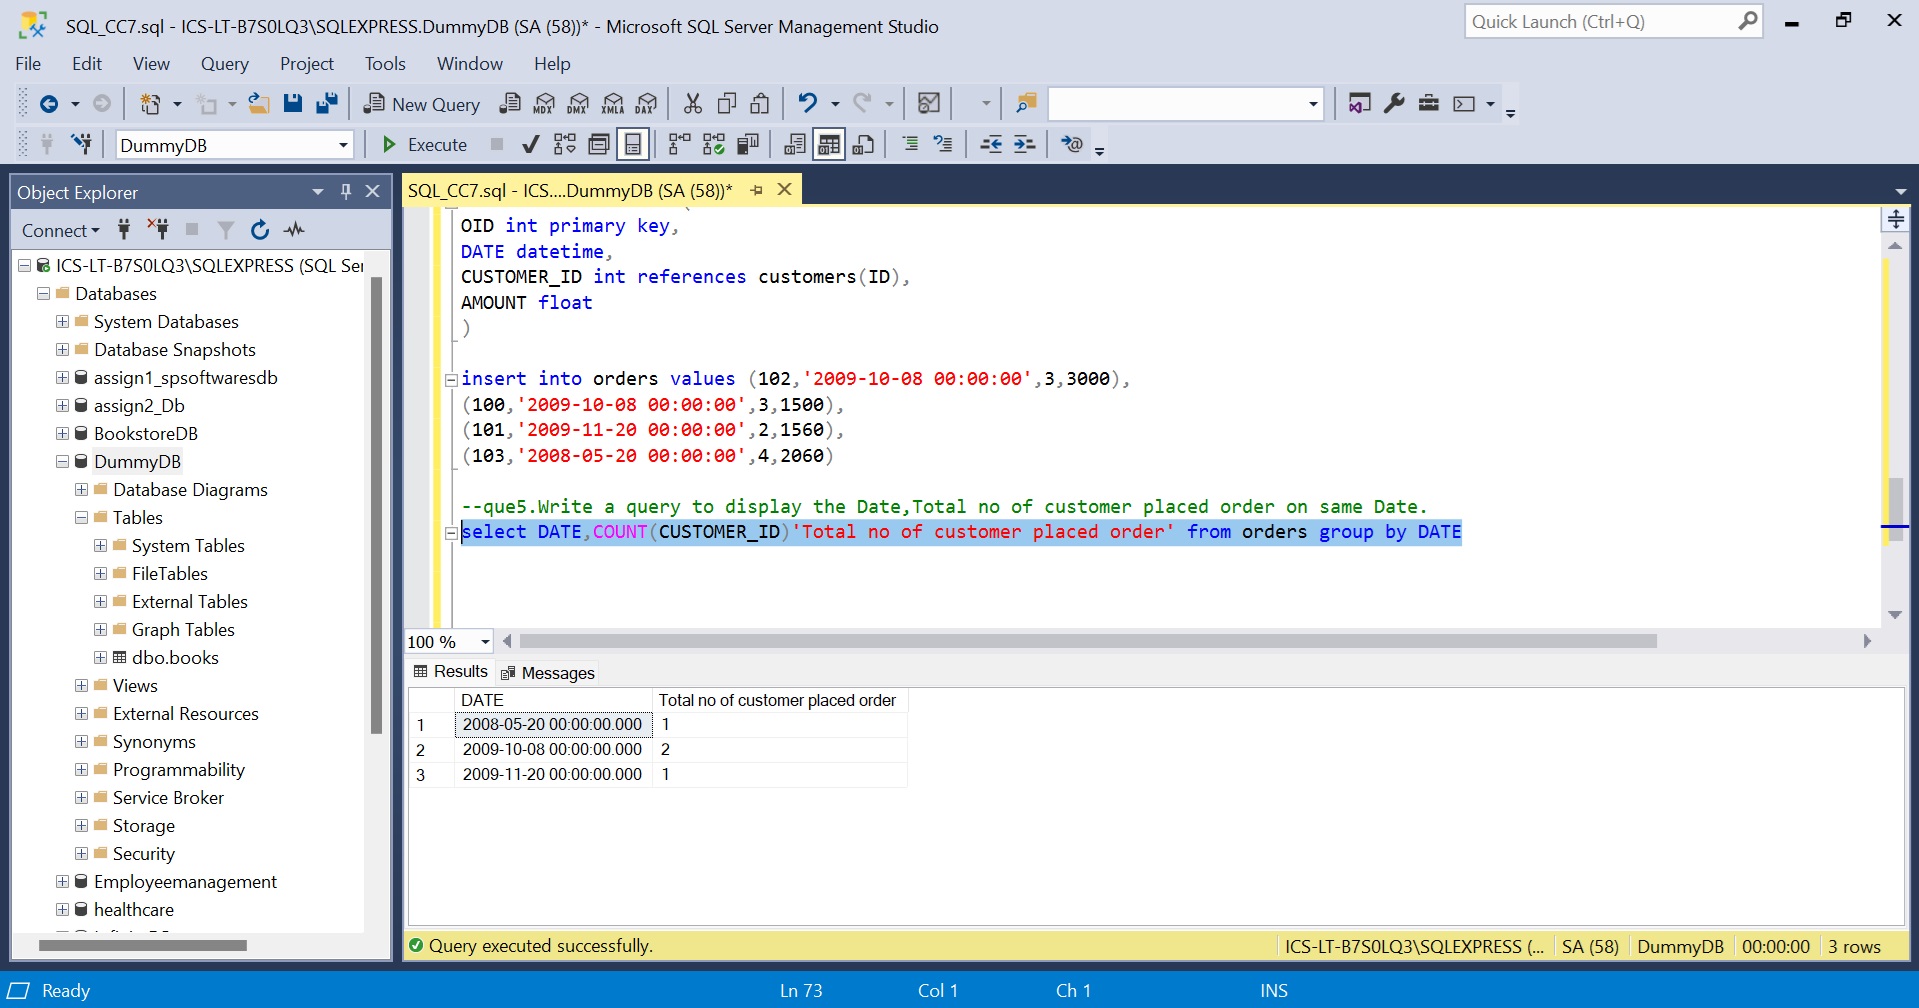 SQL_CC7.sql - ICS-LT-B7S0LQ3\SQLEXPRESS.DummyDB (SA (58))* - Microsoft SQL Server Management Studio
Quick Launch (Ctrl+Q)
File Edit View Query Project Tools Window Help
New Query MDX DMX XMLA DAX
DummyDB Execute
Object Explorer
SQL_CC7.sql - ICS....DummyDB (SA (58))*
Connect
ICS-LT-B7S0LQ3\SQLEXPRESS (SQL Ser
Databases
System Databases
Database Snapshots
assign1_spsoftwaresdb
assign2_Db
BookstoreDB
DummyDB
Database Diagrams
Tables
System Tables
FileTables
External Tables
Graph Tables
dbo.books
Views
External Resources
Synonyms
Programmability
Service Broker
Storage
Security
Employeemanagement
healthcare
OID int primary key,
DATE datetime,
CUSTOMER_ID int references customers(ID),
AMOUNT float
)
insert into orders values (102,'2009-10-08 00:00:00',3,3000),
(100,'2009-10-08 00:00:00',3,1500),
(101,'2009-11-20 00:00:00',2,1560),
(103,'2008-05-20 00:00:00',4,2060)
--que5.Write a query to display the Date,Total no of customer placed order on same Date.
select DATE,COUNT(CUSTOMER_ID)'Total no of customer placed order' from orders group by DATE
100 %
Results Messages
DATE Total no of customer placed order
1 2008-05-20 00:00:00.000 1
2 2009-10-08 00:00:00.000 2
3 2009-11-20 00:00:00.000 1
Query executed successfully. ICS-LT-B7S0LQ3\SQLEXPRESS (... SA (58) DummyDB 00:00:00 3 rows
Ready Ln 73 Col 1 Ch 1 INS